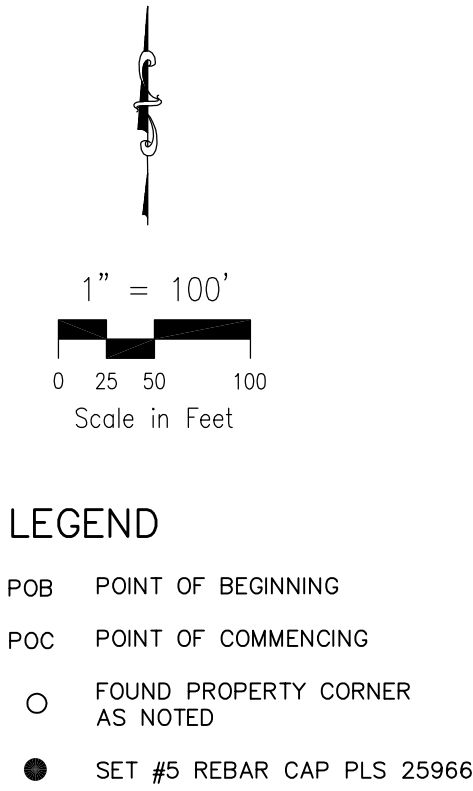 1" = 100'
0 25 50 100
Scale in Feet
LEGEND
POB POINT OF BEGINNING
POC POINT OF COMMENCING
FOUND PROPERTY CORNER
AS NOTED
SET #5 REBAR CAP PLS 25966